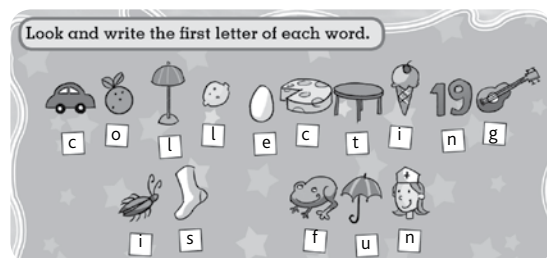 Look and write the first letter of each word.
19
c o l l e c t i n g
i s f u n